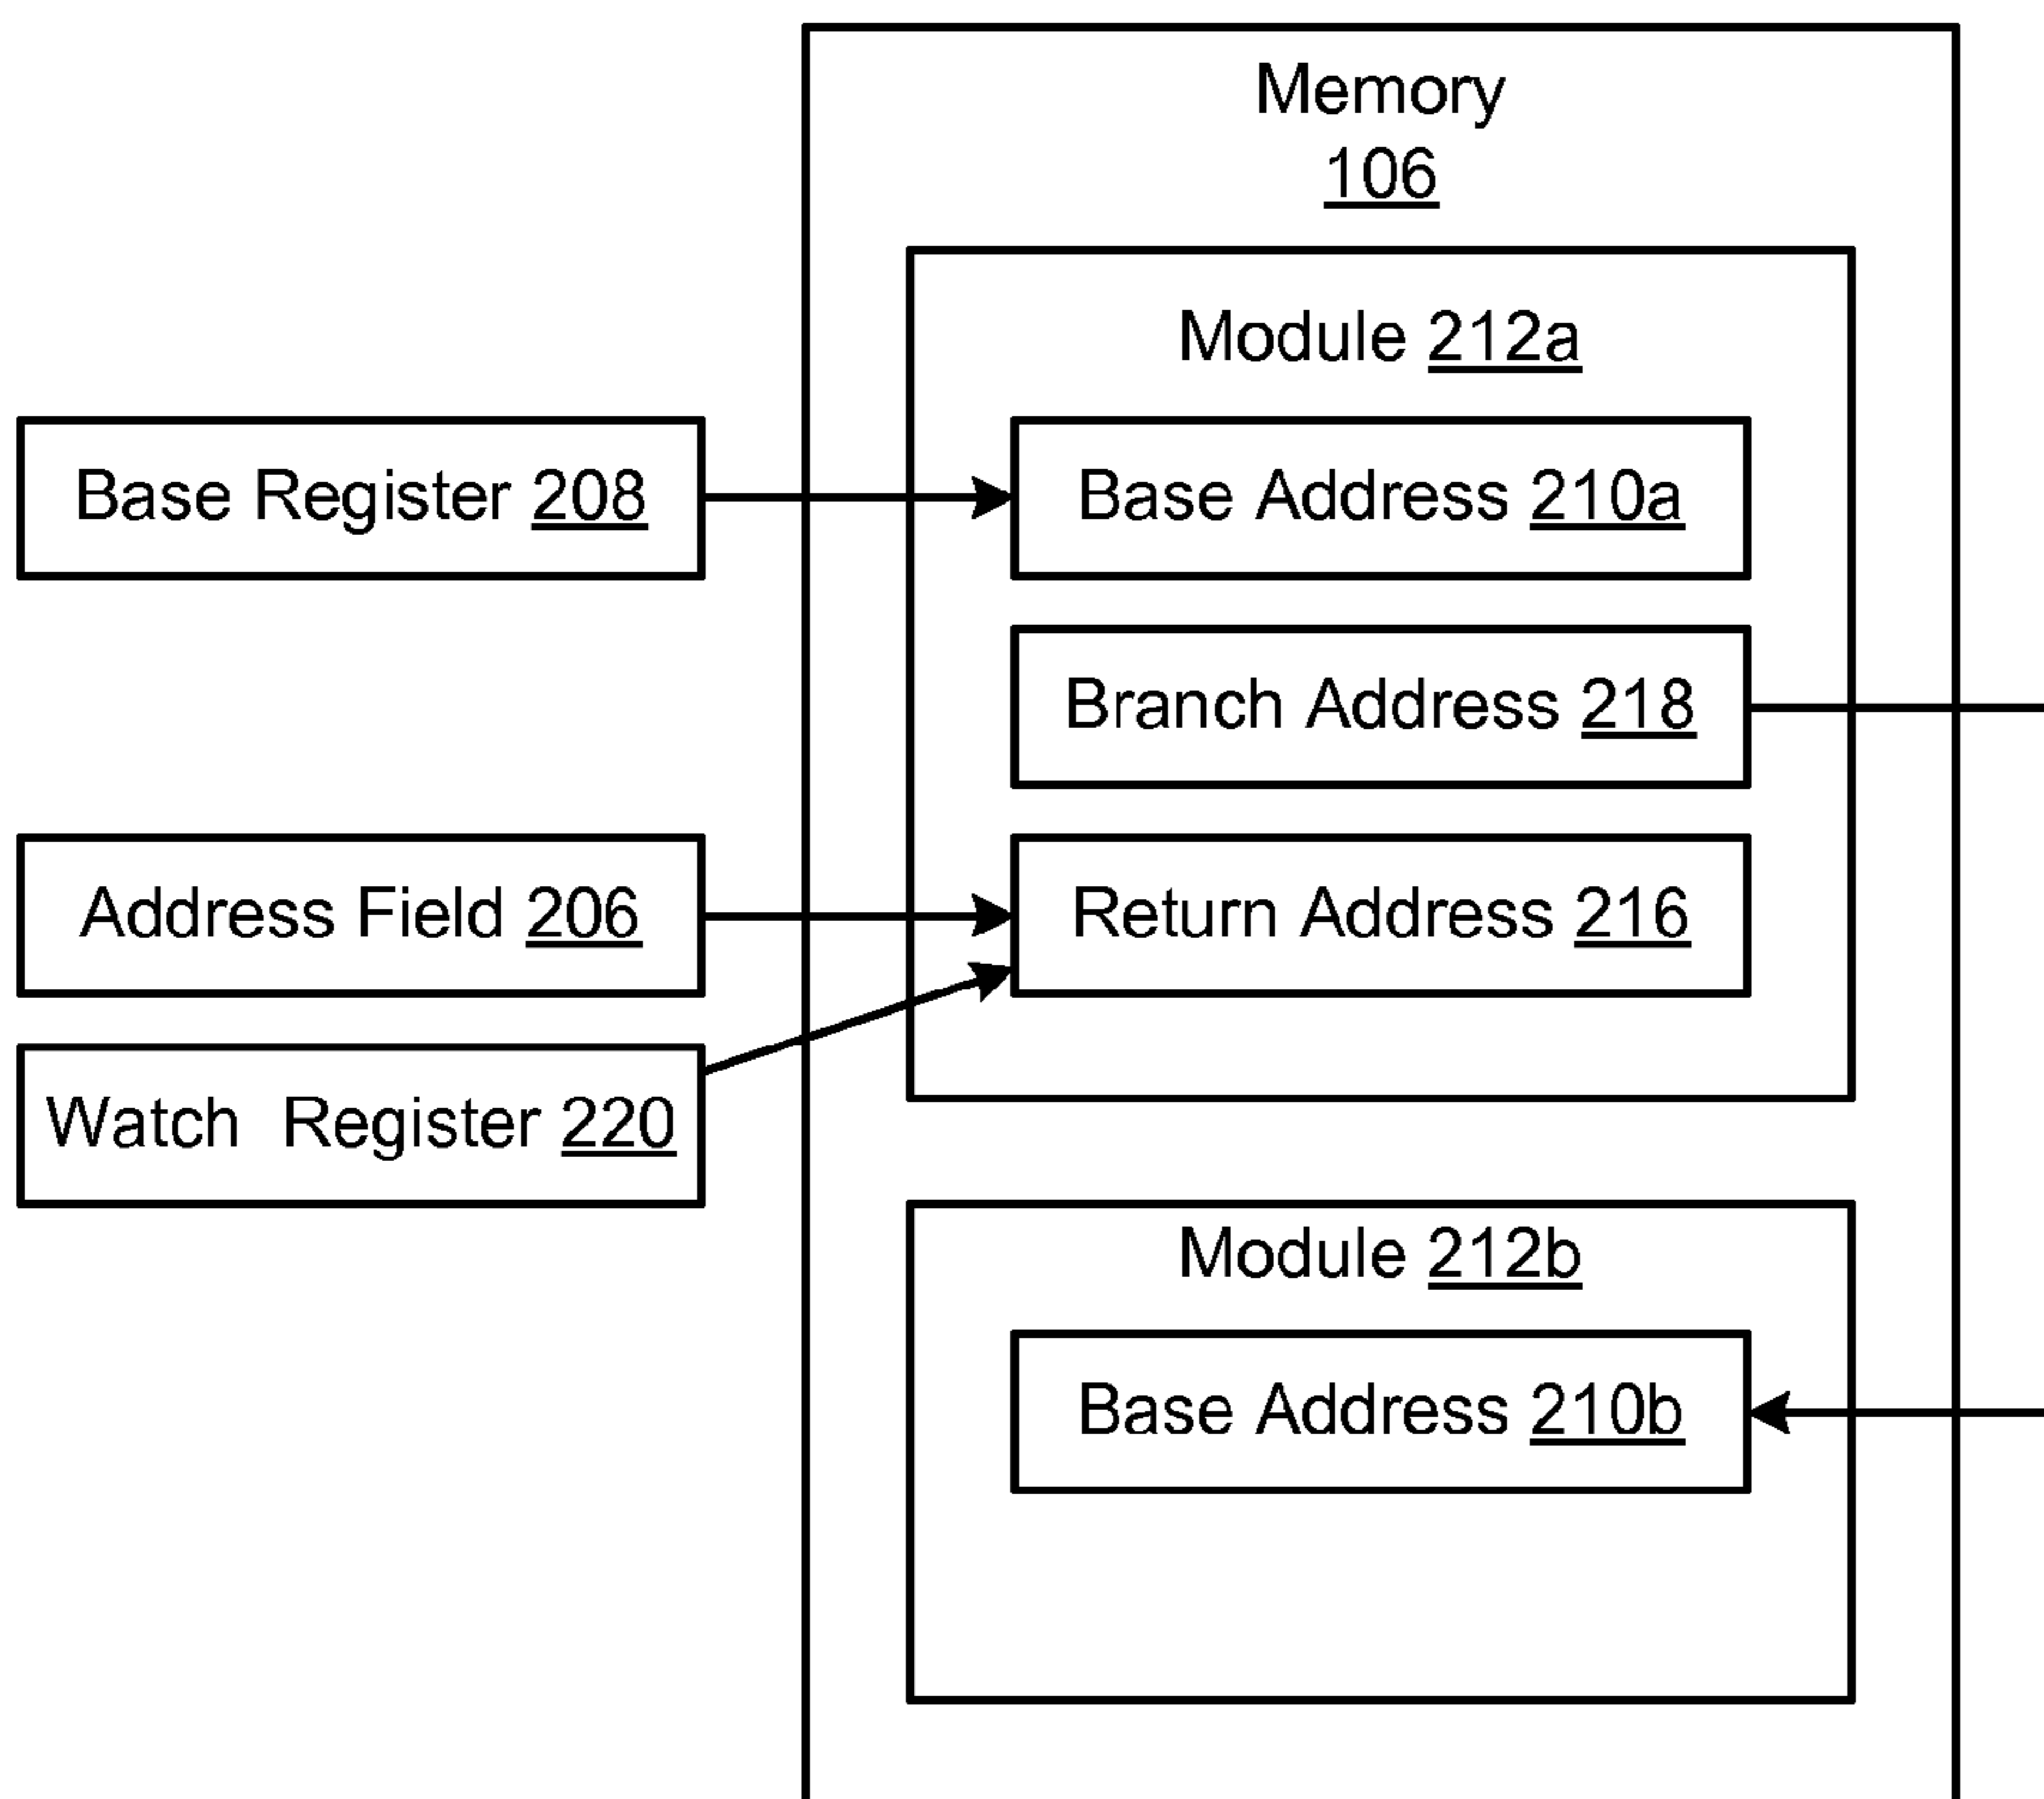 Memory
106
Module 212a
Base Register 208
Base Address 210a
Branch Address 218
Address Field 206
Return Address 216
Watch Register 220
Module 212b
Base Address 210b